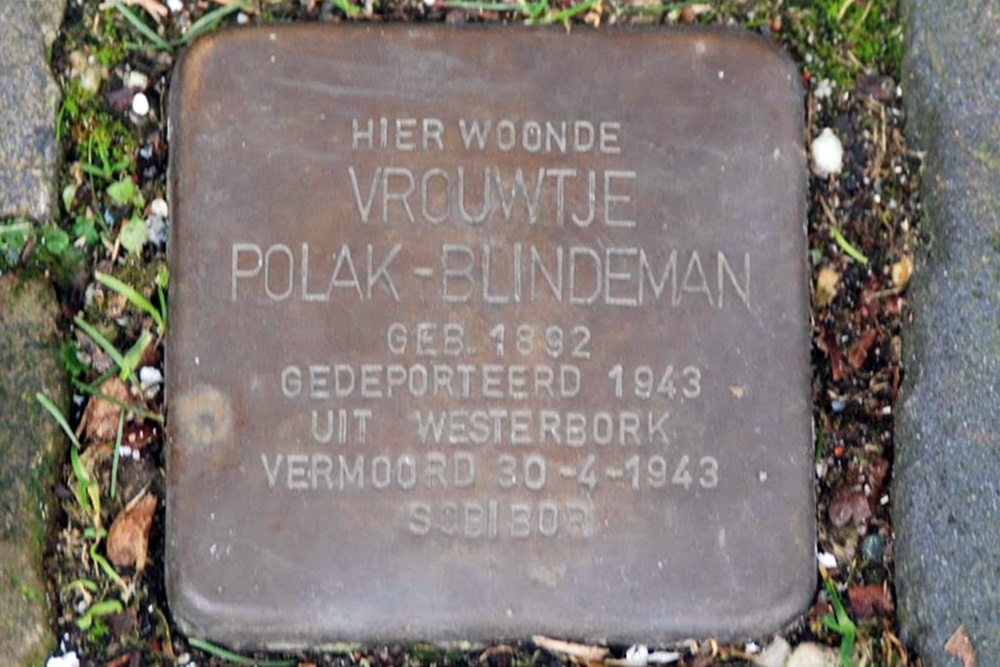 HIER WOONDE
VROUWTJE
POLAK-BLINDEMAN
GEB. 1892
GEDEPORTEERD 1943
UIT WESTERBORK
VERMOORD 30-4-1943
SOBIBOR